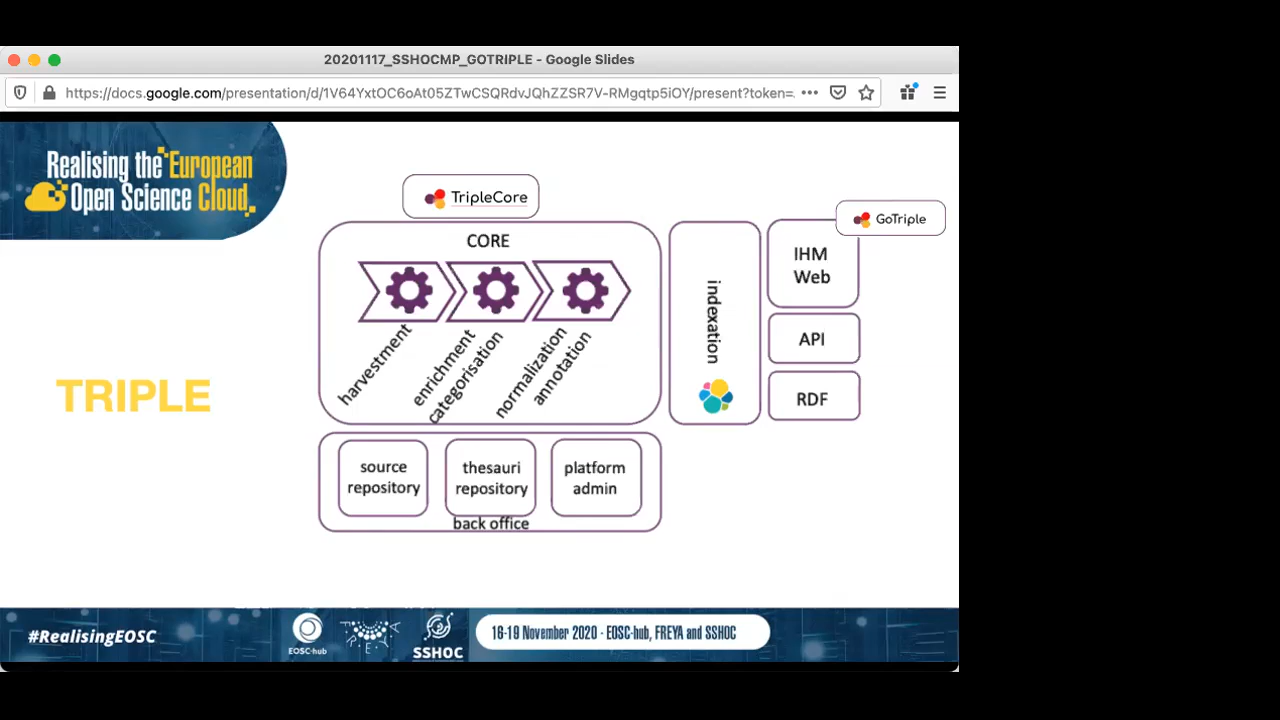 20201117_SSHOCMP_GOTRIPLE - Google Slides
https://docs.google.com/presentation/d/1V64YxtOC6oAt05ZTwCSQRdvJQhZZSR7V-RMgqtp5iOY/present?token=
Realising the European
Open Science Cloud
TripleCore
GoTriple
CORE
harvestment
enrichment
categorisation
normalization
annotation
indexation
IHM
Web
API
RDF
TRIPLE
source
repository
thesauri
repository
platform
admin
back office
#RealisingEOSC
EOSC-hub
SSHOC
16-19 November 2020 · EOSC-hub, FREYA and SSHOC